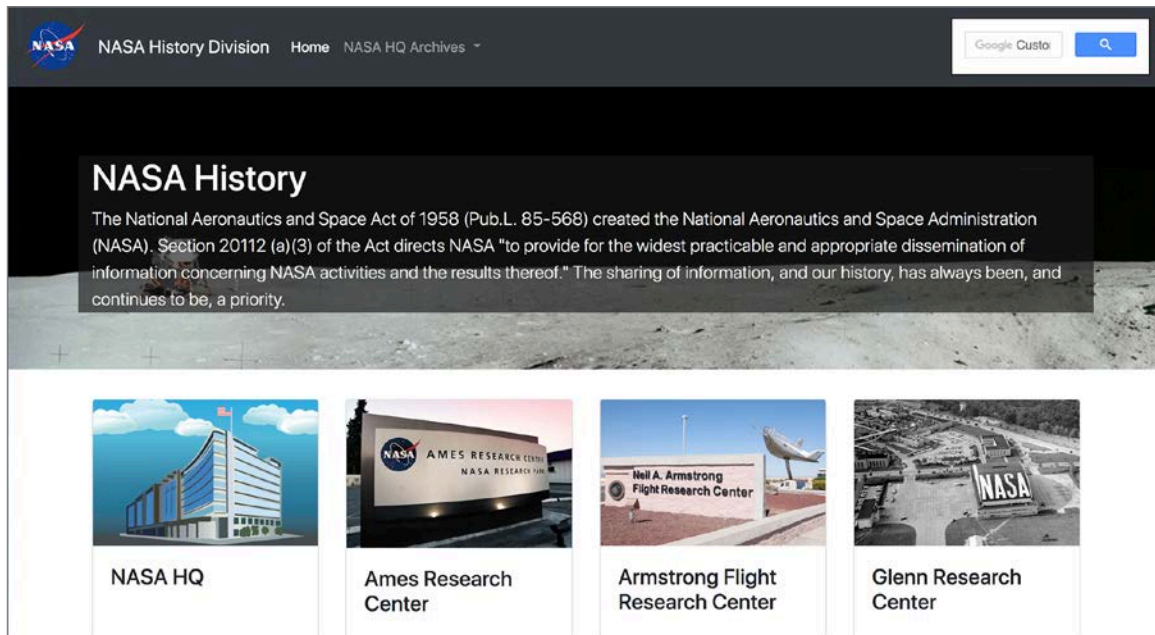 NASA
NASA History Division
Home
NASA HQ Archives
Google Custo
NASA History
The National Aeronautics and Space Act of 1958 (Pub.L. 85-568) created the National Aeronautics and Space Administration
(NASA). Section 20112 (a)(3) of the Act directs NASA "to provide for the widest practicable and appropriate dissemination of
information concerning NASA activities and the results thereof." The sharing of information, and our history, has always been, and
continues to be, a priority.
NASA
AMES RESEARCH CENTER
NASA RESEARCH PARK
Neil A. Armstrong
Flight Research Center
NASA
NASA HQ
Ames Research
Center
Armstrong Flight
Research Center
Glenn Research
Center